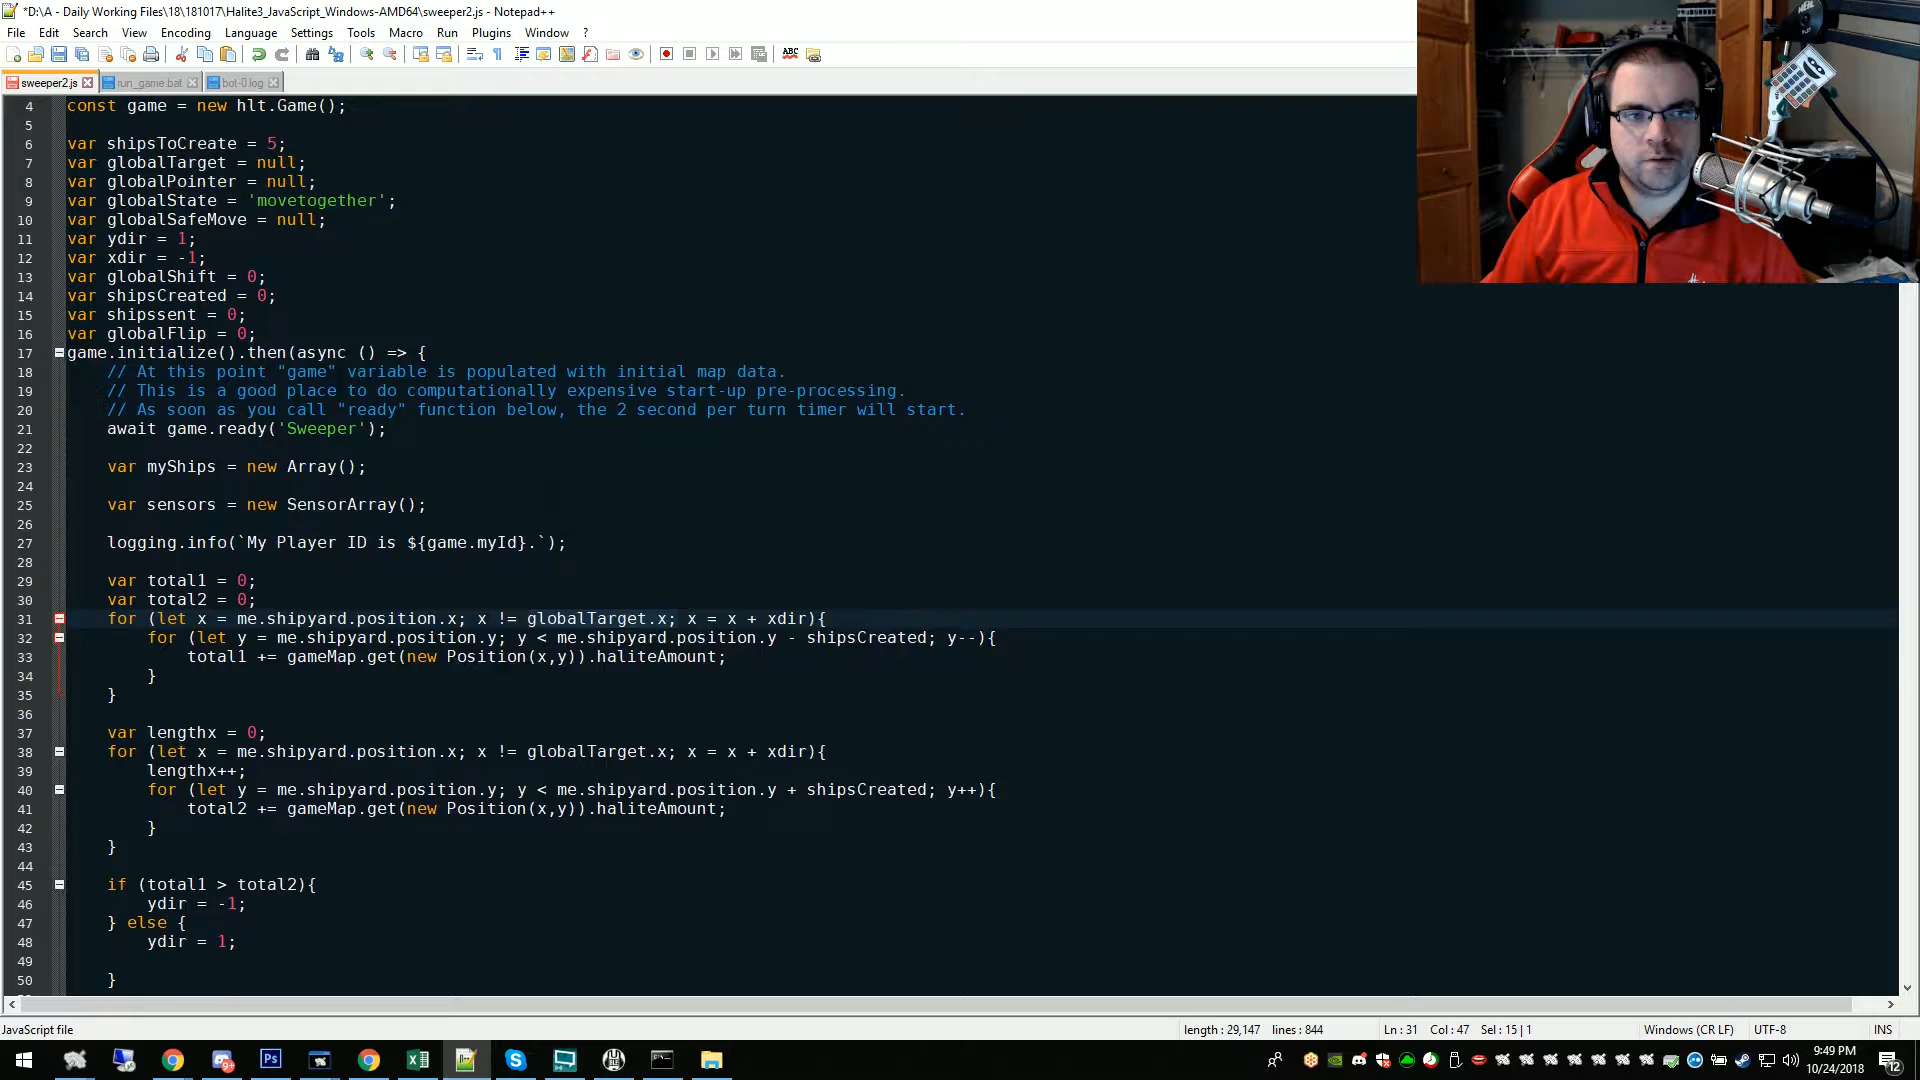 *D:\A - Daily Working Files\18\181017\Halite3_JavaScript_Windows-AMD64\sweeper2.js - Notepad++
File Edit Search View Encoding Language Settings Tools Macro Run Plugins Window ?
sweeper2.js run_game.bat bot-0.log
4 const game = new hlt.Game();
5
6 var shipsToCreate = 5;
7 var globalTarget = null;
8 var globalPointer = null;
9 var globalState = 'movetogether';
10 var globalSafeMove = null;
11 var ydir = 1;
12 var xdir = -1;
13 var globalShift = 0;
14 var shipsCreated = 0;
15 var shipssent = 0;
16 var globalFlip = 0;
17 game.initialize().then(async () => {
18 // At this point "game" variable is populated with initial map data.
19 // This is a good place to do computationally expensive start-up pre-processing.
20 // As soon as you call "ready" function below, the 2 second per turn timer will start.
21 await game.ready('Sweeper');
22
23 var myShips = new Array();
24
25 var sensors = new SensorArray();
26
27 logging.info(`My Player ID is ${game.myId}.`);
28
29 var total1 = 0;
30 var total2 = 0;
31 for (let x = me.shipyard.position.x; x != globalTarget.x; x = x + xdir){
32 for (let y = me.shipyard.position.y; y < me.shipyard.position.y - shipsCreated; y--){
33 total1 += gameMap.get(new Position(x,y)).haliteAmount;
34 }
35 }
36
37 var lengthx = 0;
38 for (let x = me.shipyard.position.x; x != globalTarget.x; x = x + xdir){
39 lengthx++;
40 for (let y = me.shipyard.position.y; y < me.shipyard.position.y + shipsCreated; y++){
41 total2 += gameMap.get(new Position(x,y)).haliteAmount;
42 }
43 }
44
45 if (total1 > total2){
46 ydir = -1;
47 } else {
48 ydir = 1;
49
50 }
JavaScript file length : 29,147 lines : 844 Ln : 31 Col : 47 Sel : 15 | 1 Windows (CR LF) UTF-8 INS
9:49 PM
10/24/2018